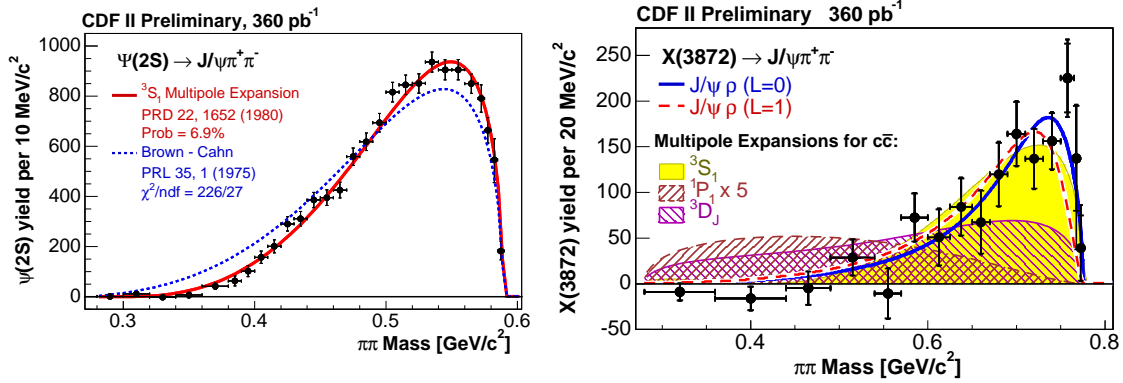 CDF II Preliminary, 360 pb⁻¹
Ψ(2S) → J/ψπ⁺π⁻
³S₁ Multipole Expansion
PRD 22, 1652 (1980)
Prob = 6.9%
Brown - Cahn
PRL 35, 1 (1975)
χ²/ndf = 226/27
ψ(2S) yield per 10 MeV/c²
1000
800
600
400
200
0
0.3 0.4 0.5 0.6
ππ Mass [GeV/c²]
CDF II Preliminary 360 pb⁻¹
X(3872) → J/ψπ⁺π⁻
J/ψ ρ (L=0)
J/ψ ρ (L=1)
Multipole Expansions for cc̄:
³S₁
¹P₁ x 5
³D_J
X(3872) yield per 20 MeV/c²
250
200
150
100
50
0
-50
0.4 0.6 0.8
ππ Mass [GeV/c²]